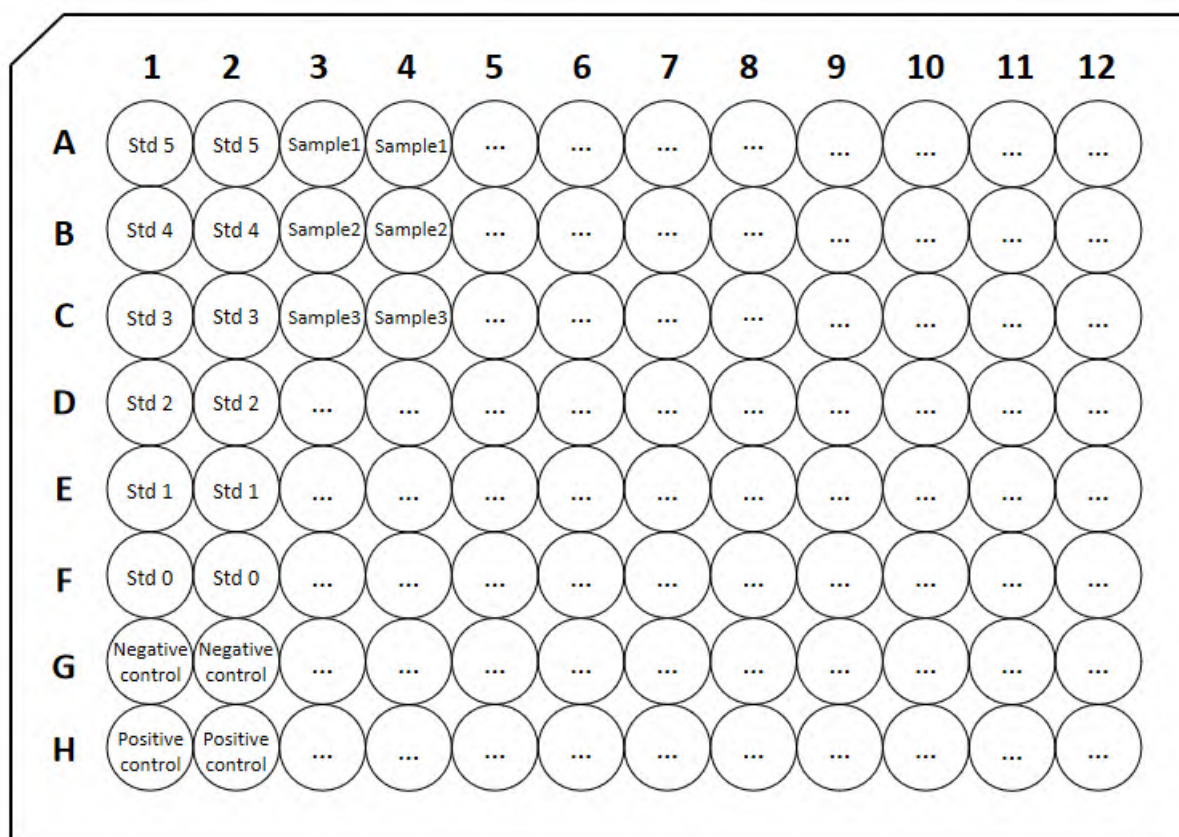 1 2 3 4 5 6 7 8 9 10 11 12
A Std 5 Std 5 Sample1 Sample1 ... ... ... ... ... ... ... ...
B Std 4 Std 4 Sample2 Sample2 ... ... ... ... ... ... ... ...
C Std 3 Std 3 Sample3 Sample3 ... ... ... ... ... ... ... ...
D Std 2 Std 2 ... ... ... ... ... ... ... ... ... ...
E Std 1 Std 1 ... ... ... ... ... ... ... ... ... ...
F Std 0 Std 0 ... ... ... ... ... ... ... ... ... ...
G Negative control Negative control ... ... ... ... ... ... ... ... ... ...
H Positive control Positive control ... ... ... ... ... ... ... ... ... ...